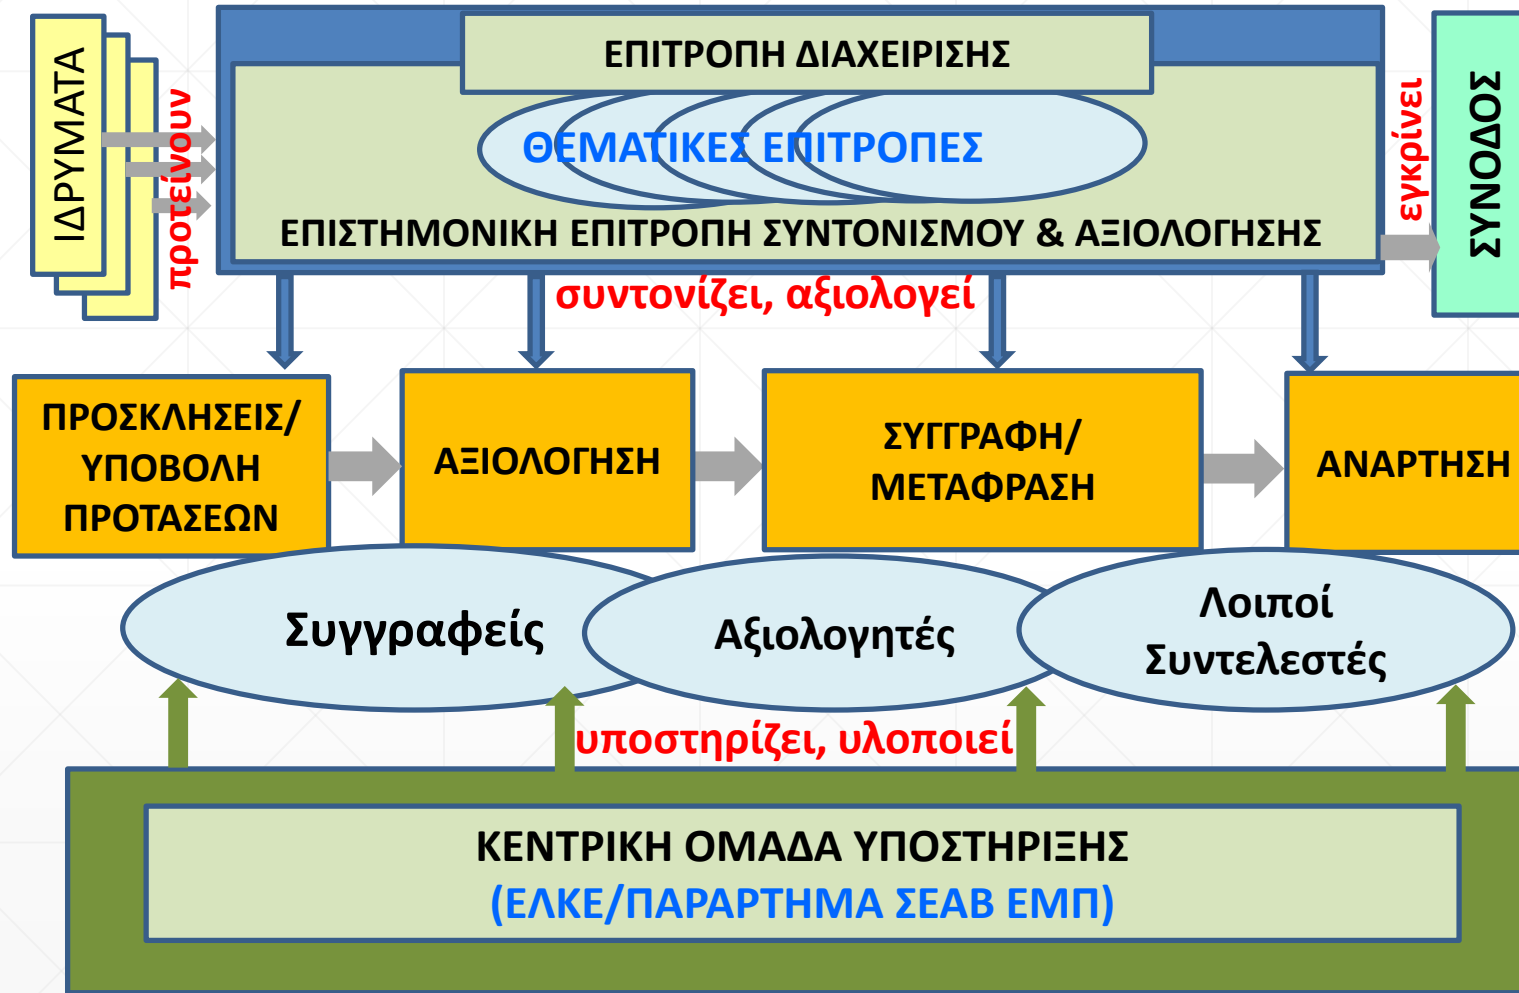 ΙΔΡΥΜΑΤΑ
προτείνουν
ΕΠΙΤΡΟΠΗ ΔΙΑΧΕΙΡΙΣΗΣ
ΘΕΜΑΤΙΚΕΣ ΕΠΙΤΡΟΠΕΣ
ΕΠΙΣΤΗΜΟΝΙΚΗ ΕΠΙΤΡΟΠΗ ΣΥΝΤΟΝΙΣΜΟΥ & ΑΞΙΟΛΟΓΗΣΗΣ
εγκρίνει
ΣΥΝΟΔΟΣ
συντονίζει, αξιολογεί
ΠΡΟΣΚΛΗΣΕΙΣ/
ΥΠΟΒΟΛΗ
ΠΡΟΤΑΣΕΩΝ
ΑΞΙΟΛΟΓΗΣΗ
ΣΥΓΓΡΑΦΗ/
ΜΕΤΑΦΡΑΣΗ
ΑΝΑΡΤΗΣΗ
Συγγραφείς
Αξιολογητές
Λοιποί
Συντελεστές
υποστηρίζει, υλοποιεί
ΚΕΝΤΡΙΚΗ ΟΜΑΔΑ ΥΠΟΣΤΗΡΙΞΗΣ
(ΕΛΚΕ/ΠΑΡΑΡΤΗΜΑ ΣΕΑΒ ΕΜΠ)